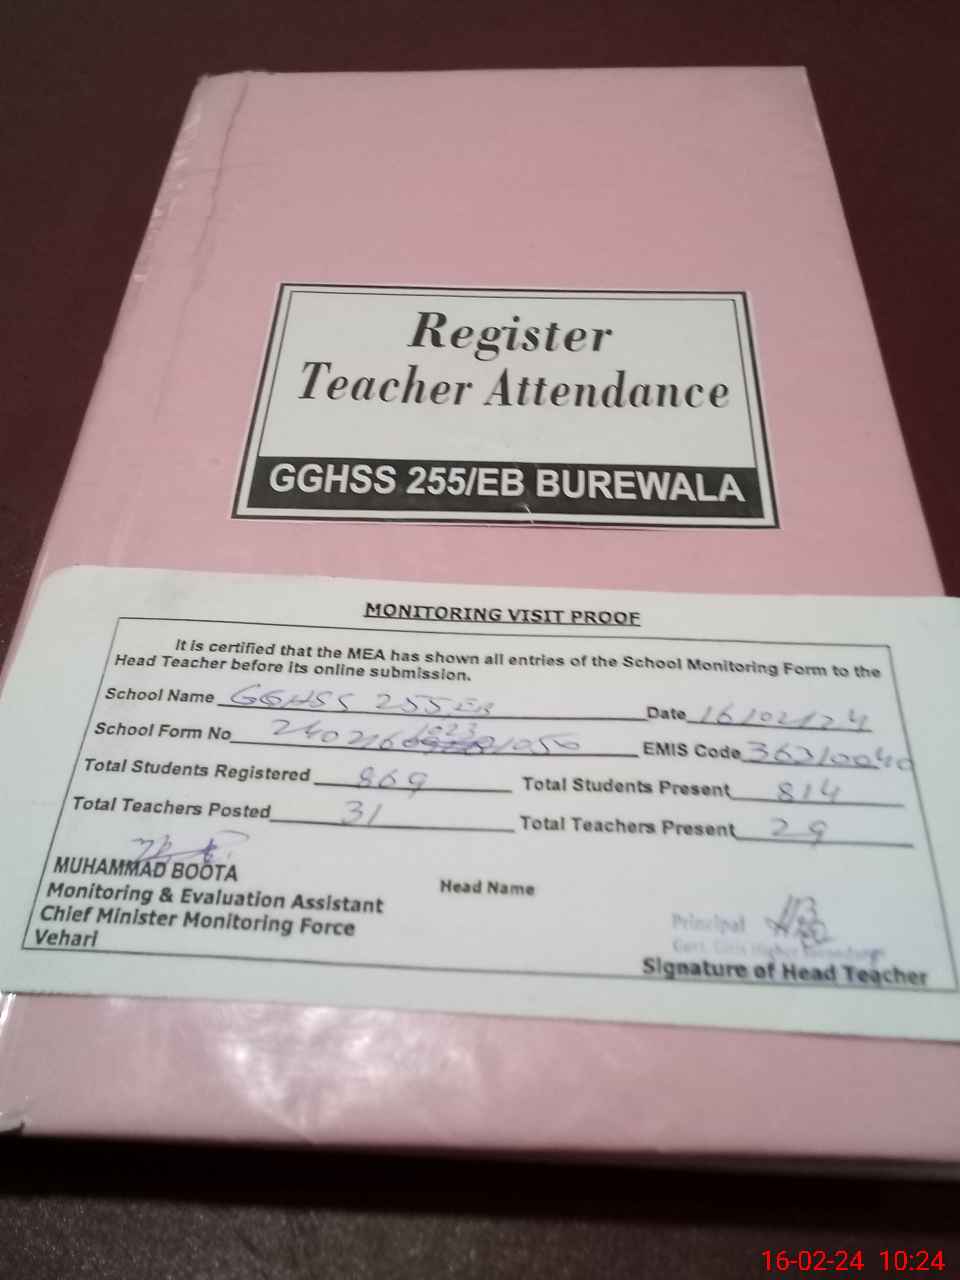 Register
Teacher Attendance
GGHSS 255/EB BUREWALA
MONITORING VISIT PROOF
It is certified that the MEA has shown all entries of the School Monitoring Form to the
Head Teacher before its online submission.
School Name GGHSS 255 EB Date 16/02/24
School Form No EMIS Code 36310040
Total Students Registered 869 Total Students Present 814
Total Teachers Posted 31 Total Teachers Present 29
MUHAMMAD BOOTA
Monitoring & Evaluation Assistant
Chief Minister Monitoring Force
Vehari
Head Name
Principal
Signature of Head Teacher
16-02-24 10:24